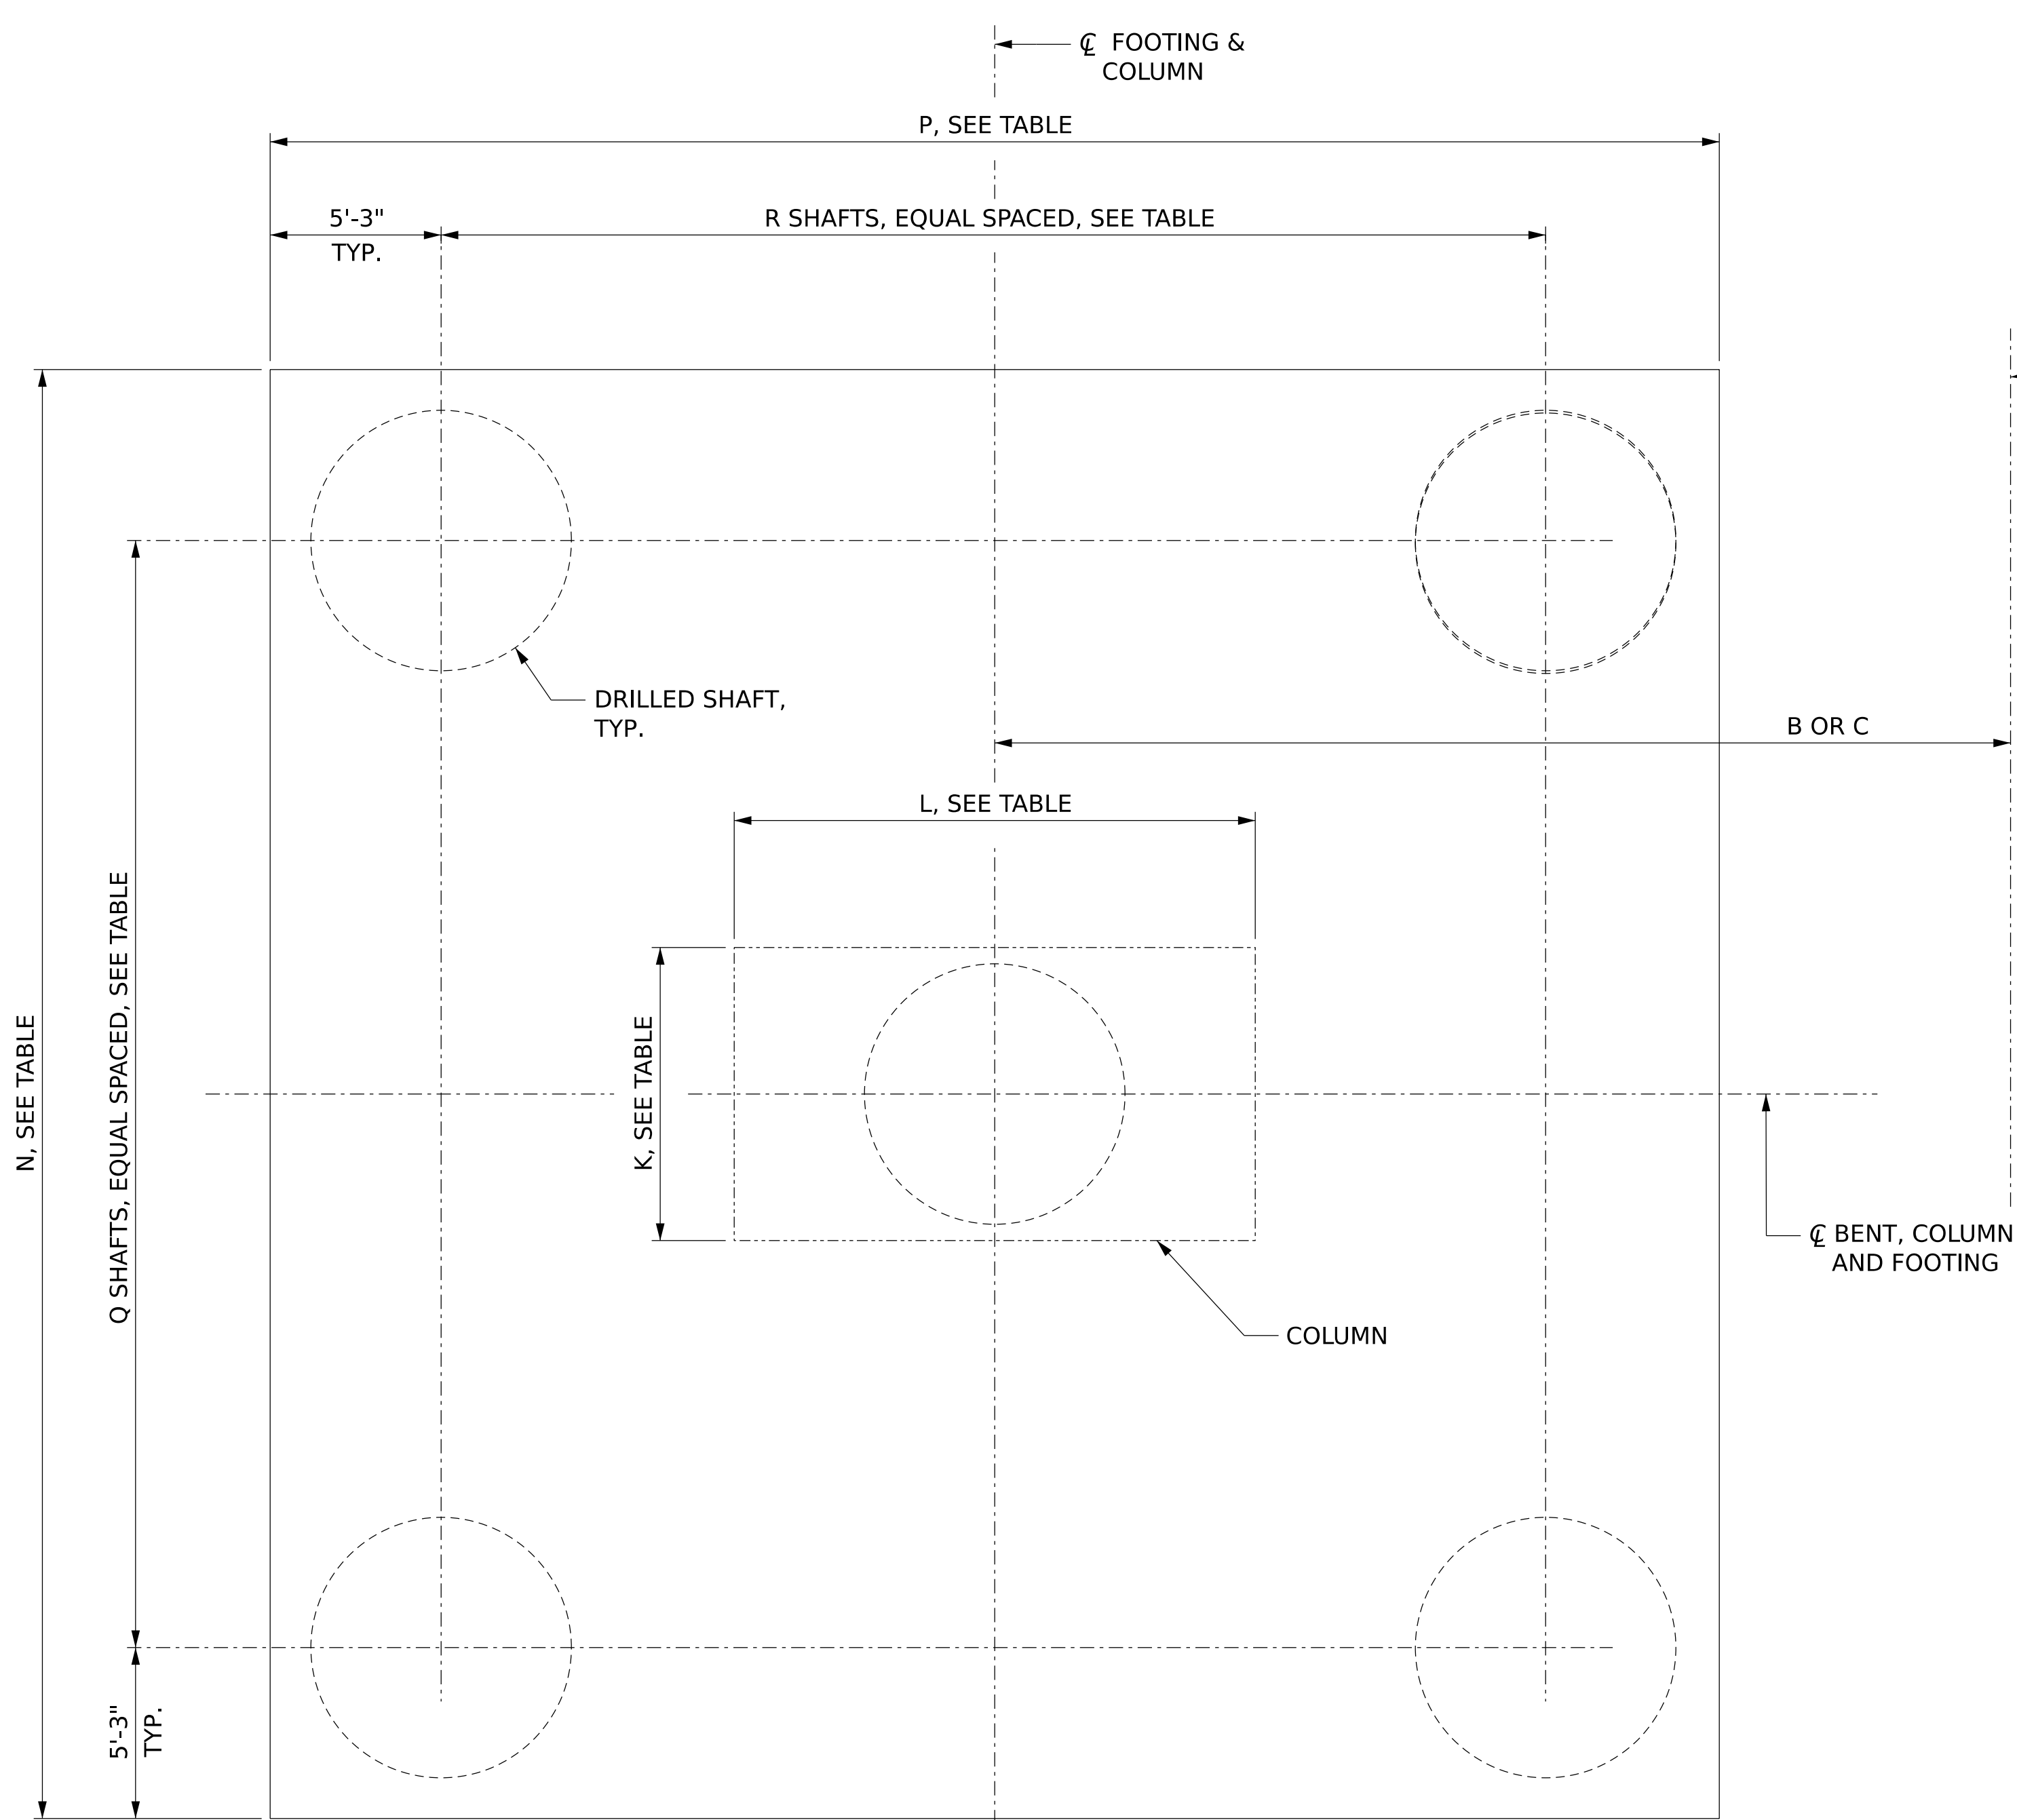 ℄ FOOTING &
COLUMN
P, SEE TABLE
5'-3"
TYP.
R SHAFTS, EQUAL SPACED, SEE TABLE
DRILLED SHAFT,
TYP.
B OR C
L, SEE TABLE
K, SEE TABLE
Q SHAFTS, EQUAL SPACED, SEE TABLE
N, SEE TABLE
℄ BENT, COLUMN
AND FOOTING
COLUMN
5'-3"
TYP.